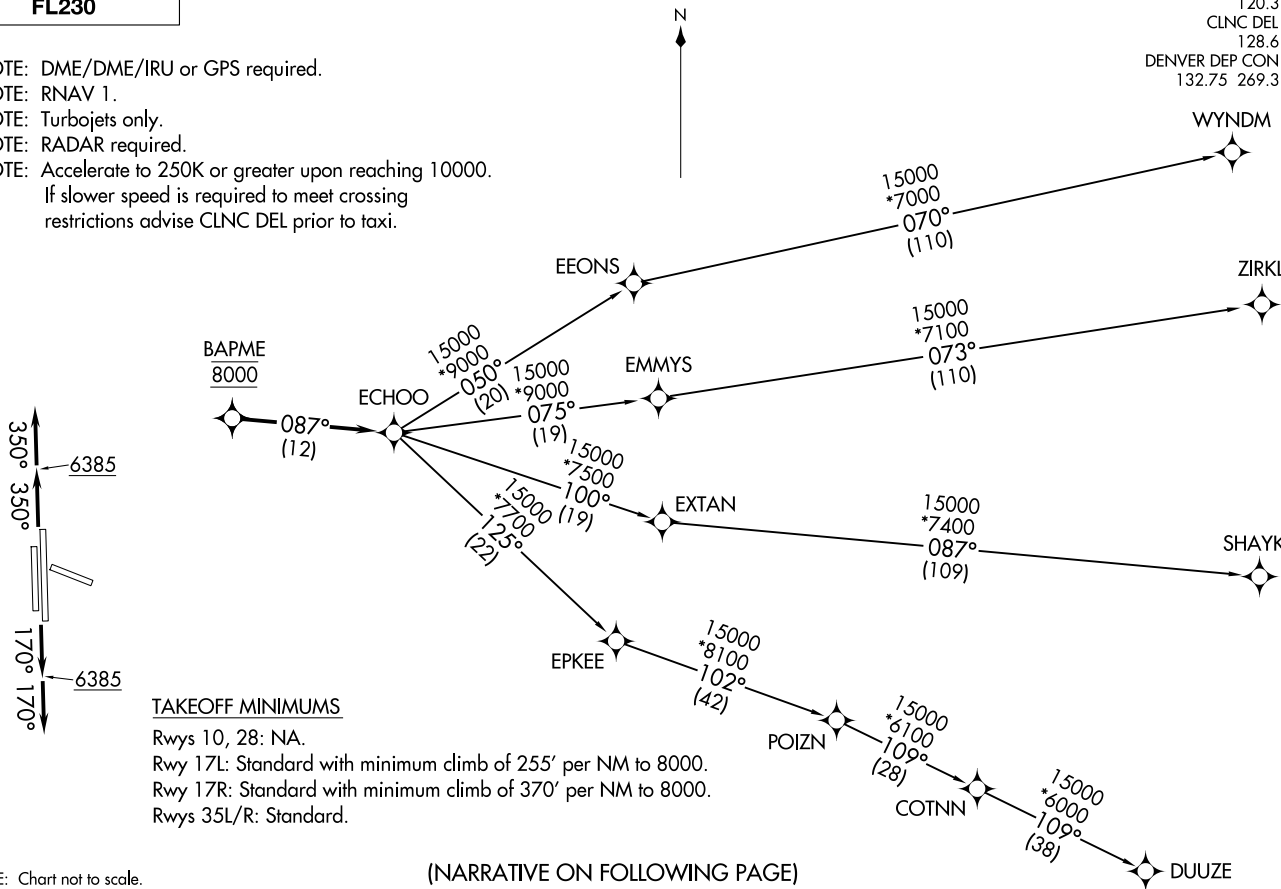 FL230
120.3
CLNC DEL
128.6
DENVER DEP CON
132.75 269.3
N
OTE: DME/DME/IRU or GPS required.
OTE: RNAV 1.
OTE: Turbojets only.
OTE: RADAR required.
OTE: Accelerate to 250K or greater upon reaching 10000.
If slower speed is required to meet crossing
restrictions advise CLNC DEL prior to taxi.
WYNDM
15000
*7000
070°
(110)
EEONS
ZIRKL
15000
*7100
073°
(110)
BAPME
8000
087°
(12)
ECHOO
15000
*9000
050°
(20)
15000
*9000
075°
(19)
EMMYS
15000
*7500
100°
(19)
EXTAN
15000
*7400
087°
(109)
SHAYK
15000
*7700
125°
(22)
EPKEE
15000
*8100
102°
(42)
POIZN
15000
*6100
109°
(28)
COTNN
15000
*6000
109°
(38)
DUUZE
350°
6385
350°
170°
6385
170°
TAKEOFF MINIMUMS
Rwys 10, 28: NA.
Rwy 17L: Standard with minimum climb of 255' per NM to 8000.
Rwy 17R: Standard with minimum climb of 370' per NM to 8000.
Rwys 35L/R: Standard.
E: Chart not to scale.
(NARRATIVE ON FOLLOWING PAGE)